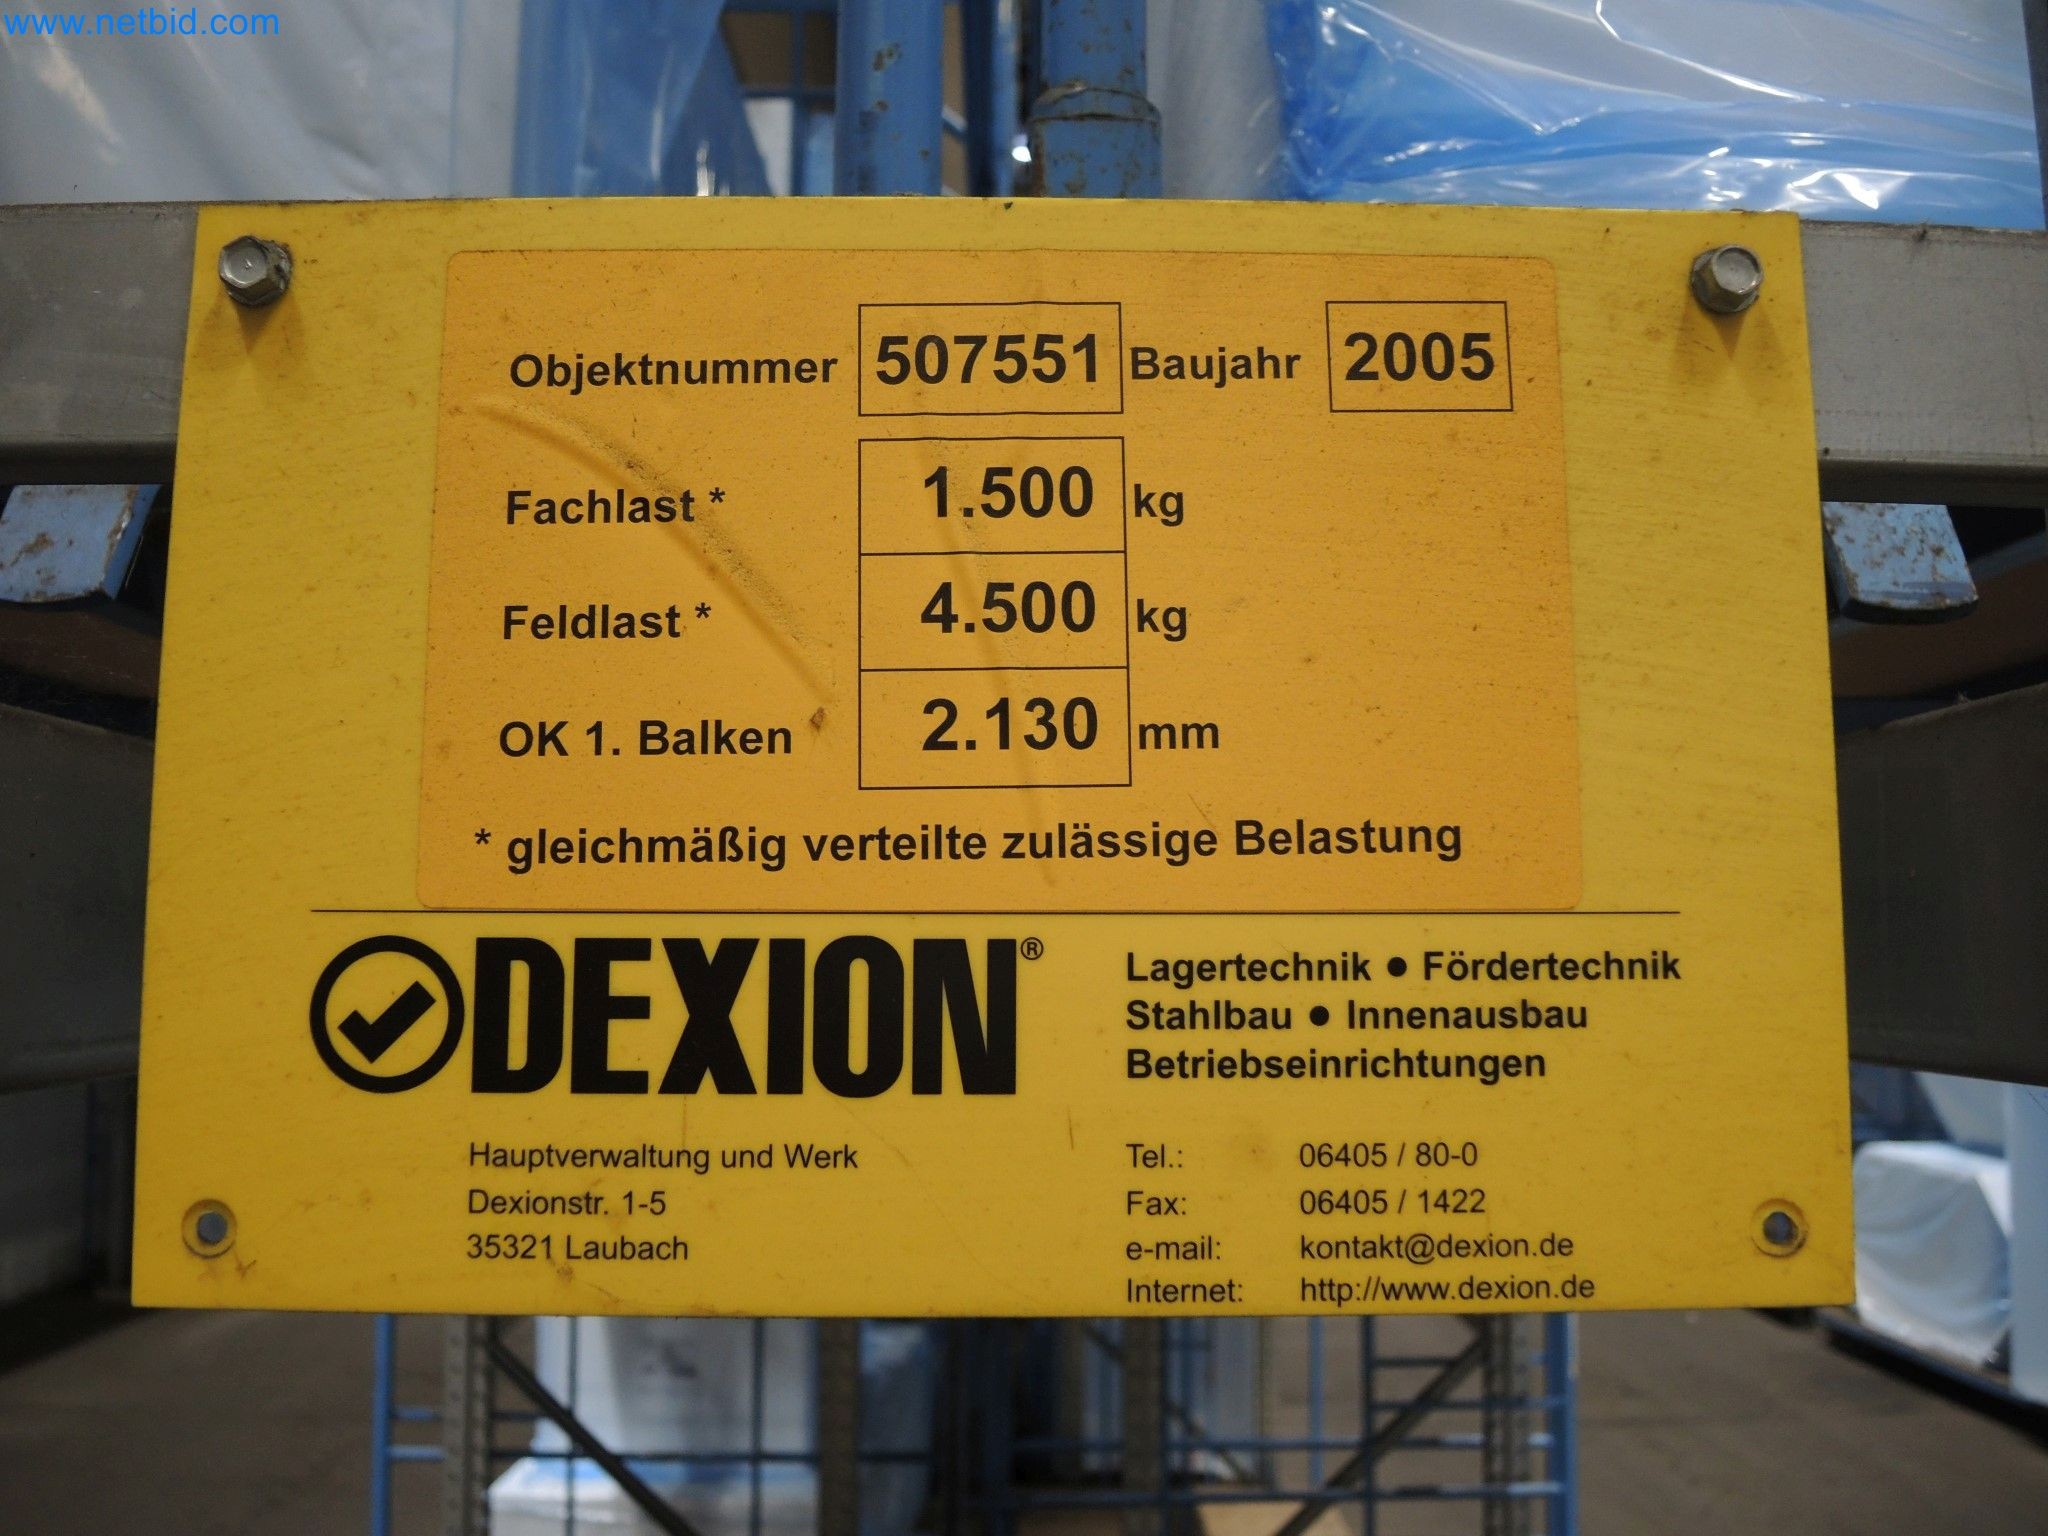 www.netbid.com
Objektnummer 507551 Baujahr 2005
Fachlast * 1.500 kg
Feldlast * 4.500 kg
OK 1. Balken 2.130 mm
* gleichmäßig verteilte zulässige Belastung
DEXION®
Lagertechnik ● Fördertechnik
Stahlbau ● Innenausbau
Betriebseinrichtungen
Hauptverwaltung und Werk
Dexionstr. 1-5
35321 Laubach
Tel.: 06405 / 80-0
Fax: 06405 / 1422
e-mail: kontakt@dexion.de
Internet: http://www.dexion.de